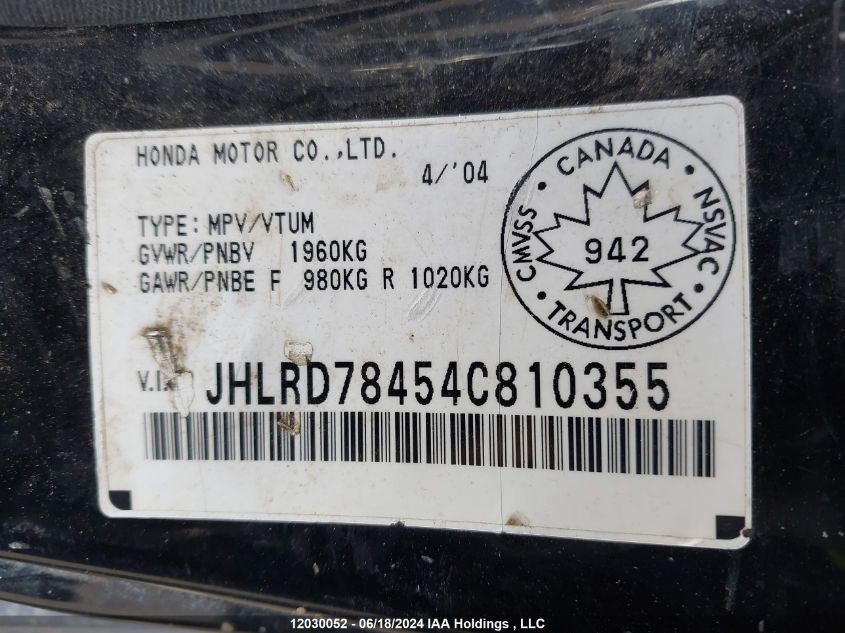 HONDA MOTOR CO.,LTD.
4/'04
TYPE: MPV/VTUM
GVWR/PNBV 1960KG
GAWR/PNBE F 980KG R 1020KG
CANADA
CMVSS
NSVAC
942
TRANSPORT
V.I.
JHLRD78454C810355
12030052 - 06/18/2024 IAA Holdings , LLC